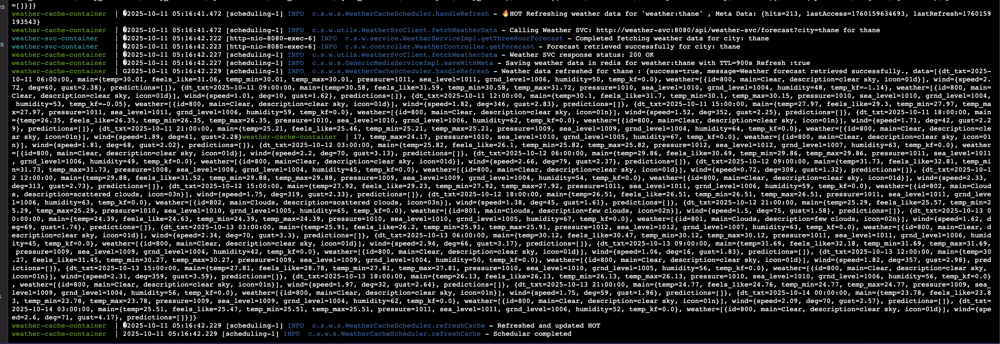 es
=[]}]}
weather-cache-container | �2025-10-11 05:16:41.472 [scheduling-1] INFO c.s.w.s.WeatherCacheScheduler.handleRefresh - 🔥HOT Refreshing weather data for 'weather:thane' , Meta Data: {hits=213, lastAccess=1760159634693, lastRefresh=1760159
193543}
weather-cache-container | �2025-10-11 05:16:41.472 [scheduling-1] INFO c.s.w.utils.WeatherSvcClient.fetchWeatherData - Calling Weather SVC: http://weather-svc:8080/api/weather-svc/forecast?city=thane for thane
weather-svc-container | �2025-10-11 05:16:42.222 [http-nio-8080-exec-6] INFO c.s.w.service.WeatherServiceImpl.getThreeHourForecast - Completed fetching weather data for city: thane
s
weather-svc-container | �2025-10-11 05:16:42.223 [http-nio-8080-exec-6] INFO c.s.w.controller.WeatherController.getForecast - Forecast retrieved successfully for city: thane
weather-cache-container | �2025-10-11 05:16:42.227 [scheduling-1] INFO c.s.w.utils.WeatherSvcClient.fetchWeatherData - Weather SVC response status: 200 OK
weather-cache-container | �2025-10-11 05:16:42.227 [scheduling-1] INFO c.s.w.s.GenericRedisServiceImpl.saveWithMeta - Saving weather data in redis for weather:thane with TTL=900s Refresh :true
weather-cache-container | G2025-10-11 05:16:42.229 [scheduling-1] INFO c.s.w.s.WeatherCacheScheduler.handleRefresh - Weather data refreshed for thane : {success=true, message=Weather forecast retrieved successfully., data=[{dt_txt=2025-
10-11 06:00:00, main={temp=30.01, feels_like=31.06, temp_min=30.01, temp_max=30.01, pressure=1011, sea_level=1011, grnd_level=1006, humidity=50, temp_kf=0.0}, weather=[{id=800, main=Clear, description=clear sky, icon=01d}], wind={speed=2.
72, deg=60, gust=2.38}, predictions=[]}, {dt_txt=2025-10-11 09:00:00, main={temp=30.58, feels_like=31.59, temp_min=30.58, temp_max=31.72, pressure=1010, sea_level=1010, grnd_level=1004, humidity=48, temp_kf=-1.14}, weather=[{id=800, main=
Clear, description=clear sky, icon=01d}], wind={speed=1.01, deg=10, gust=1.62}, predictions=[]}, {dt_txt=2025-10-11 12:00:00, main={temp=30.1, feels_like=31.7, temp_min=30.1, temp_max=30.15, pressure=1010, sea_level=1010, grnd_level=1004,
 humidity=53, temp_kf=-0.05}, weather=[{id=800, main=Clear, description=clear sky, icon=01d}], wind={speed=1.82, deg=346, gust=2.83}, predictions=[]}, {dt_txt=2025-10-11 15:00:00, main={temp=27.97, feels_like=29.3, temp_min=27.97, temp_ma
x=27.97, pressure=1011, sea_level=1011, grnd_level=1006, humidity=59, temp_kf=0.0}, weather=[{id=800, main=Clear, description=clear sky, icon=01n}], wind={speed=1.52, deg=352, gust=2.25}, predictions=[]}, {dt_txt=2025-10-11 18:00:00, main
={temp=26.35, feels_like=26.35, temp_min=26.35, temp_max=26.35, pressure=1010, sea_level=1010, grnd_level=1006, humidity=62, temp_kf=0.0}, weather=[{id=800, main=Clear, description=clear sky, icon=01n}], wind={speed=1.71, deg=42, gust=2.2
9}, predictions=[]}, {dt_txt=2025-10-11 21:00:00, main={temp=25.21, feels_like=25.46, temp_min=25.21, temp_max=25.21, pressure=1009, sea_level=1009, grnd_level=1004, humidity=64, temp_kf=0.0}, weather=[{id=800, main=Clear, description=cle
ar sky, icon=01n}], wind={speed=1.89, deg=41, gust=2.28}weather-cache-container | 17, temp_max=24.17, pressure=1010, sea_level=1010, grnd_level=1005, humidity=67, temp_kf=0.0}, weather=[{id=800, main=Clear, description=clear sky, icon=01
n}], wind={speed=1.81, deg=68, gust=2.02}, predictions=[]}, {dt_txt=2025-10-12 03:00:00, main={temp=25.82, feels_like=26.1, temp_min=25.82, temp_max=25.82, pressure=1012, sea_level=1012, grnd_level=1007, humidity=63, temp_kf=0.0}, weather
=[{id=800, main=Clear, description=clear sky, icon=01d}], wind={speed=2.2, deg=70, gust=3.13}, predictions=[]}, {dt_txt=2025-10-12 06:00:00, main={temp=29.86, feels_like=30.69, temp_min=29.86, temp_max=29.86, pressure=1011, sea_level=1011
, grnd_level=1006, humidity=49, temp_kf=0.0}, weather=[{id=800, main=Clear, description=clear sky, icon=01d}], wind={speed=2.66, deg=79, gust=2.37}, predictions=[]}, {dt_txt=2025-10-12 09:00:00, main={temp=31.73, feels_like=32.81, temp_mi
n=31.73, temp_max=31.73, pressure=1008, sea_level=1008, grnd_level=1004, humidity=45, temp_kf=0.0}, weather=[{id=800, main=Clear, description=clear sky, icon=01d}], wind={speed=0.72, deg=308, gust=1.32}, predictions=[]}, {dt_txt=2025-10-1
2 12:00:00, main={temp=29.88, feels_like=31.52, temp_min=29.88, temp_max=29.88, pressure=1009, sea_level=1009, grnd_level=1004, humidity=54, temp_kf=0.0}, weather=[{id=800, main=Clear, description=clear sky, icon=01d}], wind={speed=2.33,
deg=313, gust=2.73}, predictions=[]}, {dt_txt=2025-10-12 15:00:00, main={temp=27.92, feels_like=29.23, temp_min=27.92, temp_max=27.92, pressure=1011, sea_level=1011, grnd_level=1006, humidity=59, temp_kf=0.0}, weather=[{id=802, main=Cloud
s, description=scattered clouds, icon=03n}], wind={speed=1.75, deg=319, gust=2.33}, predictions=[]}, {dt_txt=2025-10-12 18:00:00, main={temp=26.51, feels_like=26.51, temp_min=26.51, temp_max=26.51, pressure=1011, sea_level=1011, grnd_leve
l=1006, humidity=63, temp_kf=0.0}, weather=[{id=802, main=Clouds, description=scattered clouds, icon=03n}], wind={speed=1.38, deg=45, gust=1.61}, predictions=[]}, {dt_txt=2025-10-12 21:00:00, main={temp=25.29, feels_like=25.57, temp_min=2
5.29, temp_max=25.29, pressure=1010, sea_level=1010, grnd_level=1005, humidity=65, temp_kf=0.0}, weather=[{id=801, main=Clouds, description=few clouds, icon=02n}], wind={speed=1.5, deg=75, gust=1.58}, predictions=[]}, {dt_txt=2025-10-13 0
0:00:00, main={temp=24.39, feels_like=24.63, temp_min=24.39, temp_max=24.39, pressure=1010, sea_level=1010, grnd_level=1005, humidity=67, temp_kf=0.0}, weather=[{id=801, main=Clouds, description=few clouds, icon=02n}], wind={speed=1.62, d
eg=69, gust=1.74}, predictions=[]}, {dt_txt=2025-10-13 03:00:00, main={temp=25.91, feels_like=26.2, temp_min=25.91, temp_max=25.91, pressure=1012, sea_level=1012, grnd_level=1007, humidity=63, temp_kf=0.0}, weather=[{id=800, main=Clear, d
escription=clear sky, icon=01d}], wind={speed=2.34, deg=70, gust=3.3}, predictions=[]}, {dt_txt=2025-10-13 06:00:00, main={temp=30.12, feels_like=30.47, temp_min=30.12, temp_max=30.12, pressure=1011, sea_level=1011, grnd_level=1006, humid
ity=45, temp_kf=0.0}, weather=[{id=800, main=Clear, description=clear sky, icon=01d}], wind={speed=2.94, deg=66, gust=3.17}, predictions=[]}, {dt_txt=2025-10-13 09:00:00, main={temp=31.69, feels_like=32.18, temp_min=31.69, temp_max=31.69,
 pressure=1009, sea_level=1009, grnd_level=1004, humidity=42, temp_kf=0.0}, weather=[{id=800, main=Clear, description=clear sky, icon=01d}], wind={speed=1.06, deg=16, gust=1.83}, predictions=[]}, {dt_txt=2025-10-13 12:00:00, main={temp=30
.27, feels_like=31.45, temp_min=30.27, temp_max=30.27, pressure=1009, sea_level=1009, grnd_level=1004, humidity=50, temp_kf=0.0}, weather=[{id=800, main=Clear, description=clear sky, icon=01d}], wind={speed=1.82, deg=357, gust=2.98}, pred
ictions=[]}, {dt_txt=2025-10-13 15:00:00, main={temp=27.81, feels_like=28.78, temp_min=27.81, temp_max=27.81, pressure=1010, sea_level=1010, grnd_level=1005, humidity=56, temp_kf=0.0}, weather=[{id=800, main=Clear, description=clear sky,
icon=01n}], wind={speed=2.31, deg=359, gust=3.59}, predictions=[]}, {dt_txt=2025-10-13 18:00:00, main={temp=26.13, feels_like=26.13, temp_min=26.13, temp_max=26.13, pressure=1010, sea_level=1010, grnd_level=1006, humidity=56, temp_kf=0.0}
, weather=[{id=800, main=Clear, description=clear sky, icon=01n}], wind={speed=1.97, deg=32, gust=2.64}, predictions=[]}, {dt_txt=2025-10-13 21:00:00, main={temp=24.77, feels_like=24.76, temp_min=24.77, temp_max=24.77, pressure=1009, sea_
level=1009, grnd_level=1004, humidity=56, temp_kf=0.0}, weather=[{id=800, main=Clear, description=clear sky, icon=01n}], wind={speed=1.75, deg=59, gust=1.96}, predictions=[]}, {dt_txt=2025-10-14 00:00:00, main={temp=23.78, feels_like=23.8
s
3, temp_min=23.78, temp_max=23.78, pressure=1009, sea_level=1009, grnd_level=1004, humidity=62, temp_kf=0.0}, weather=[{id=800, main=Clear, description=clear sky, icon=01n}], wind={speed=2.09, deg=70, gust=2.57}, predictions=[]}, {dt_txt=
2025-10-14 03:00:00, main={temp=25.51, feels_like=25.47, temp_min=25.51, temp_max=25.51, pressure=1011, sea_level=1011, grnd_level=1006, humidity=52, temp_kf=0.0}, weather=[{id=800, main=Clear, description=clear sky, icon=01d}], wind={spe
ed=2.6, deg=71, gust=4.17}, predictions=[]}]}
weather-cache-container | �2025-10-11 05:16:42.229 [scheduling-1] INFO c.s.w.s.WeatherCacheScheduler.refreshCache - Refreshed and updated HOT
weather-cache-container | 2025-10-11 05:16:42.229 [scheduling-1] INFO c.s.w.s.WeatherCacheScheduler.refreshCache - Schedular completed